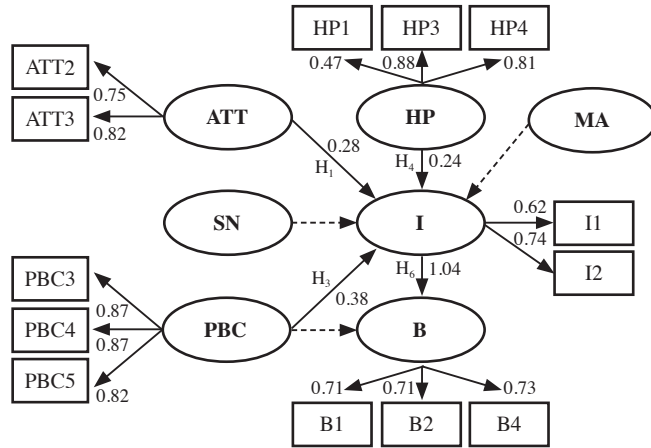 HP1 HP3 HP4
0.47 0.88 0.81
ATT2
0.75
ATT3
0.82
ATT HP MA
0.28
H1
H4 0.24
SN I
0.62
I1
0.74
I2
PBC3
H3
0.38
H6 1.04
0.87
PBC4
0.87
PBC B
PBC5
0.82
0.71 0.71 0.73
B1 B2 B4